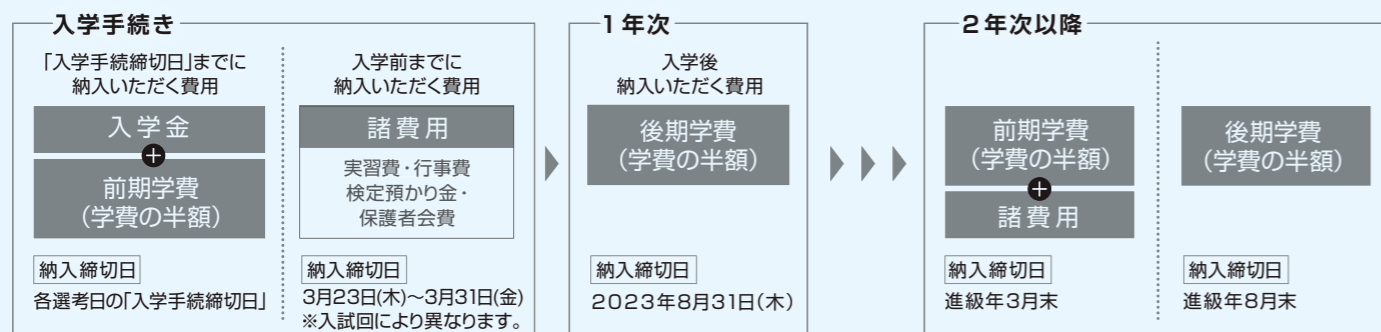 入学手続き
「入学手続締切日」までに
納入いただく費用
入学金
+
前期学費
(学費の半額)
納入締切日
各選考日の「入学手続締切日」
入学前までに
納入いただく費用
諸費用
実習費・行事費
検定預かり金・
保護者会費
納入締切日
3月23日(木)～3月31日(金)
※入試回により異なります。
1年次
入学後
納入いただく費用
後期学費
(学費の半額)
納入締切日
2023年8月31日(木)
2年次以降
前期学費
(学費の半額)
+
諸費用
納入締切日
進級年3月末
後期学費
(学費の半額)
納入締切日
進級年8月末